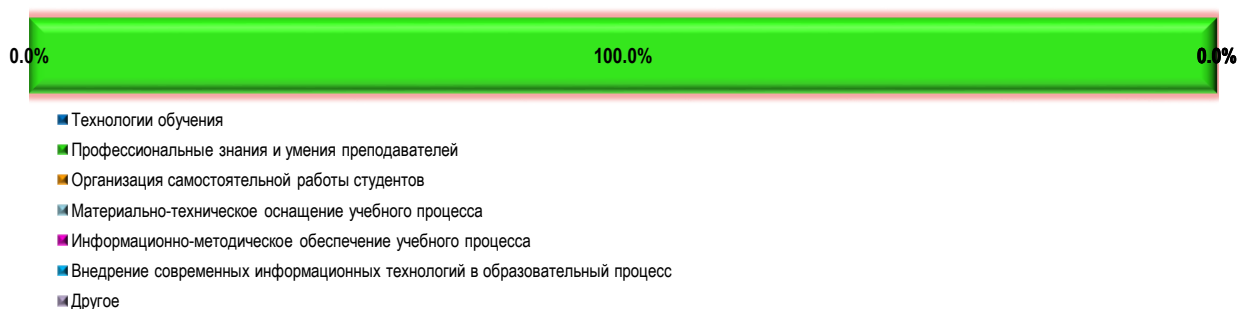 0.0% 100.0% 0.0%
Технологии обучения
Профессиональные знания и умения преподавателей
Организация самостоятельной работы студентов
Материально-техническое оснащение учебного процесса
Информационно-методическое обеспечение учебного процесса
Внедрение современных информационных технологий в образовательный процесс
Другое